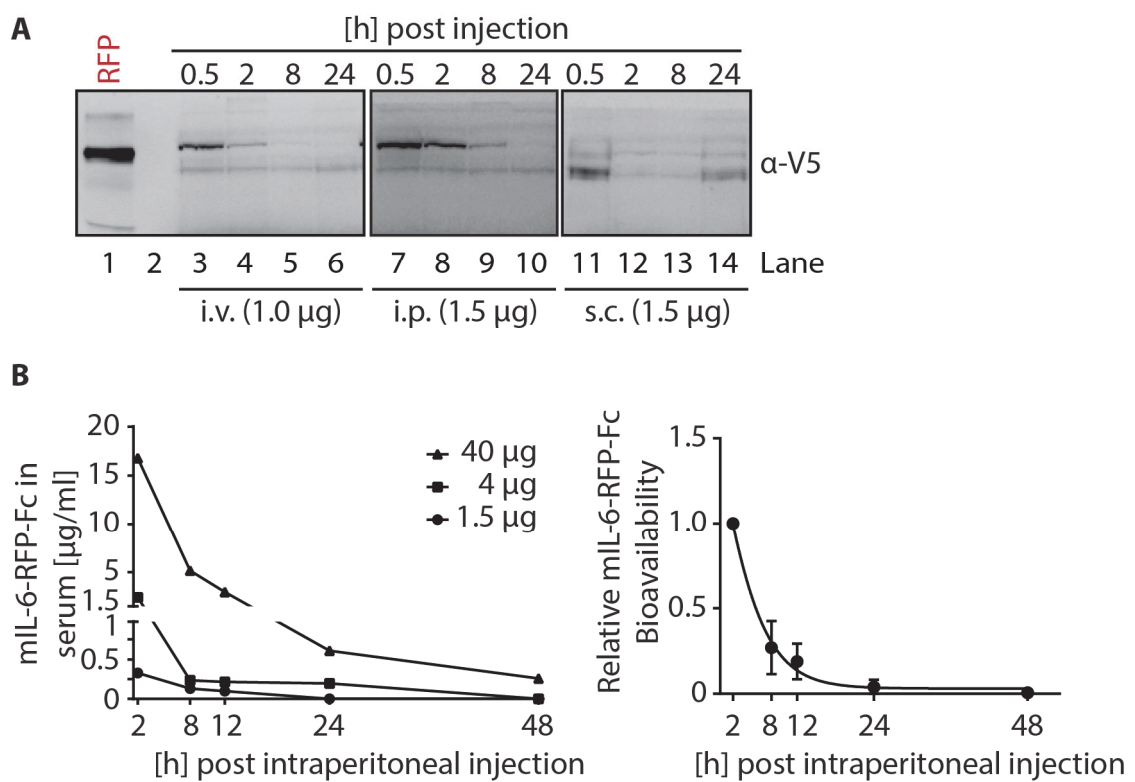 A
RFP
[h] post injection
0.5 2 8 24 0.5 2 8 24 0.5 2 8 24
α-V5
1 2 3 4 5 6 7 8 9 10 11 12 13 14 Lane
i.v. (1.0 µg) i.p. (1.5 µg) s.c. (1.5 µg)
B
mIL-6-RFP-Fc in
serum [µg/ml]
20
15
10
5
1.5
1
0.5
0
2 8 12 24 48
[h] post intraperitoneal injection
40 µg
4 µg
1.5 µg
Relative mIL-6-RFP-Fc
Bioavailability
1.5
1.0
0.5
0
2 8 12 24 48
[h] post intraperitoneal injection